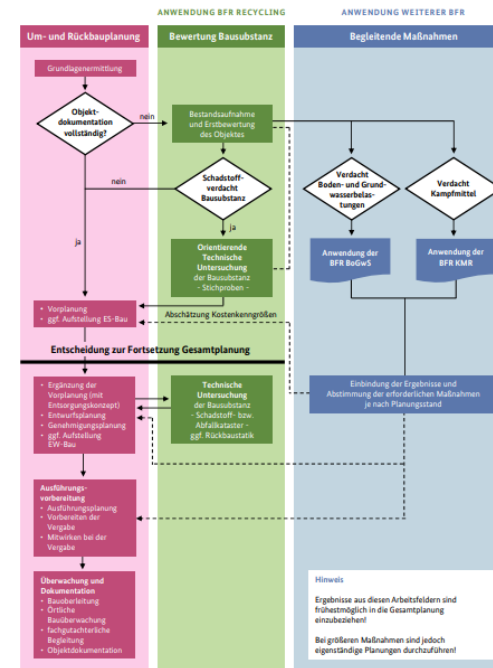 ANWENDUNG BFR RECYCLING
ANWENDUNG WEITERER BFR
Um- und Rückbauplanung
Bewertung Bausubstanz
Begleitende Maßnahmen
Grundlagenermittlung
Objekt-
dokumentation
vollständig?
nein
Bestandsaufnahme
und Erstbewertung
des Objektes
nein
Schadstoff-
verdacht
Bausubstanz
Verdacht
Boden- und Grund-
wasserbelas-
tungen
Verdacht
Kampfmittel
ja
ja
Orientierende
Technische
Untersuchung
der Bausubstanz
- Stichproben -
Anwendung der
BFR BoGwS
Anwendung der
BFR KMR
• Vorplanung
• ggf. Aufstellung ES-Bau
Abschätzung Kostenkenngrößen
Entscheidung zur Fortsetzung Gesamtplanung
• Ergänzung der
Vorplanung (mit
Entsorgungskonzept)
• Entwurfsplanung
• Genehmigungsplanung
• ggf. Aufstellung
EW-Bau
Technische
Untersuchung
der Bausubstanz
- Schadstoff- bzw.
Abfallkataster -
ggf. Rückbaustatik
Einbindung der Ergebnisse und
Abstimmung der erforderlichen Maßnahmen
je nach Planungsstand
Ausführungs-
vorbereitung
• Ausführungsplanung
• Vorbereiten der
Vergabe
• Mitwirken bei der
Vergabe
Überwachung und
Dokumentation
• Bauoberleitung
• Örtliche
Bauüberwachung
• fachgutachterliche
Begleitung
• Objektdokumentation
Hinweis
Ergebnisse aus diesen Arbeitsfeldern sind
frühestmöglich in die Gesamtplanung
einzubeziehen!
Bei größeren Maßnahmen sind jedoch
eigenständige Planungen durchzuführen!